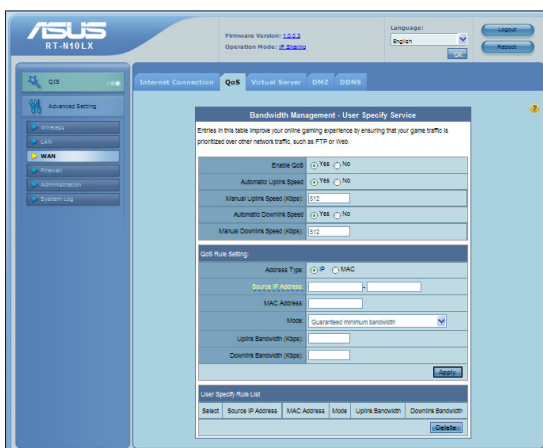 ASUS
RT-N10LX
Firmware Version: 1.0.0.3
Operation Mode: IP Sharing
Language:
English
OK
Logout
Reboot
QIS
Advanced Setting
Wireless
LAN
WAN
Firewall
Administration
System Log
Internet Connection QoS Virtual Server DMZ DDNS
Bandwidth Management - User Specify Service
Entries in this table improve your online gaming experience by ensuring that your game traffic is
prioritized over other network traffic, such as FTP or Web.
Enable QoS Yes No
Automatic Uplink Speed Yes No
Manual Uplink Speed (Kbps): 512
Automatic Downlink Speed Yes No
Manual Downlink Speed (Kbps): 512
QoS Rule Setting:
Address Type: IP MAC
Source IP Address: -
MAC Address:
Mode: Guaranteed minimum bandwidth
Uplink Bandwidth (Kbps):
Downlink Bandwidth (Kbps):
Apply
User Specify Rule List
Select Source IP Address MAC Address Mode Uplink Bandwidth Downlink Bandwidth
Delete